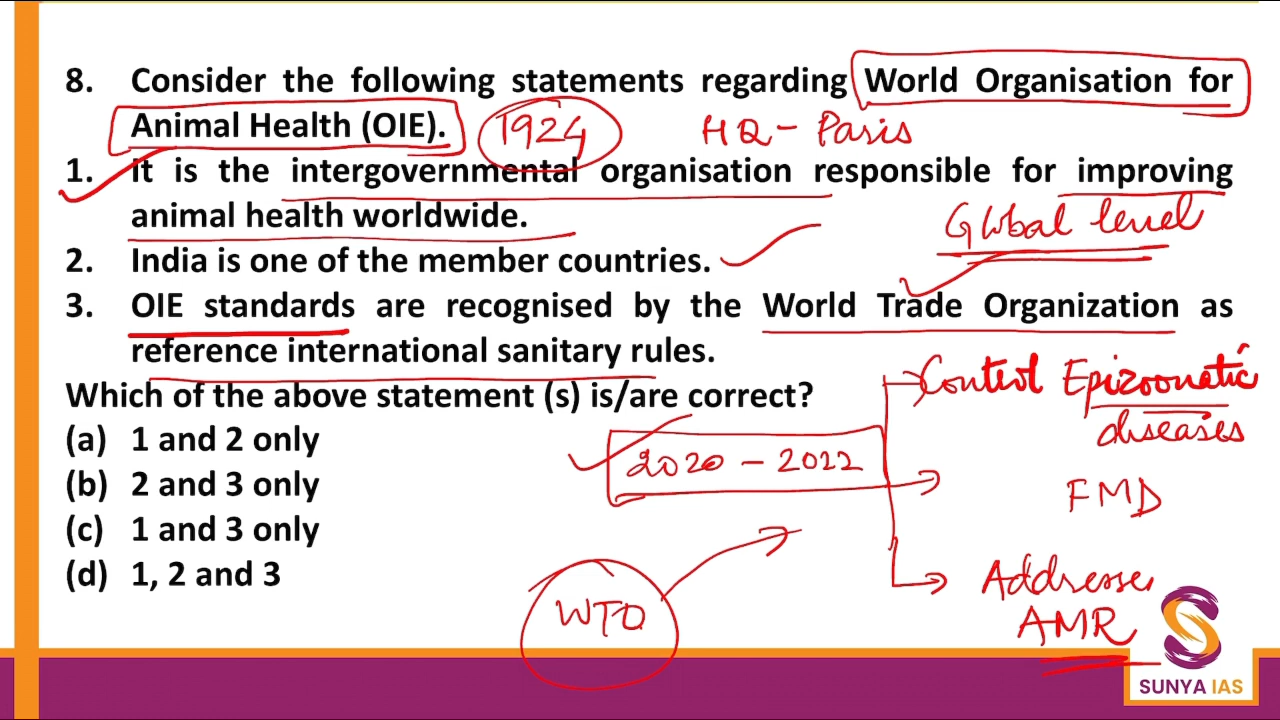 8. Consider the following statements regarding World Organisation for
Animal Health (OIE). 1924 HQ - Paris
1. It is the intergovernmental organisation responsible for improving
animal health worldwide.
Global level
2. India is one of the member countries.
3. OIE standards are recognised by the World Trade Organization as
reference international sanitary rules.
Which of the above statement (s) is/are correct?
Control Epizoonatic
diseases
(a) 1 and 2 only
2020 - 2022
(b) 2 and 3 only
FMD
(c) 1 and 3 only
(d) 1, 2 and 3
Addresse
WTO
AMR
SUNYA IAS